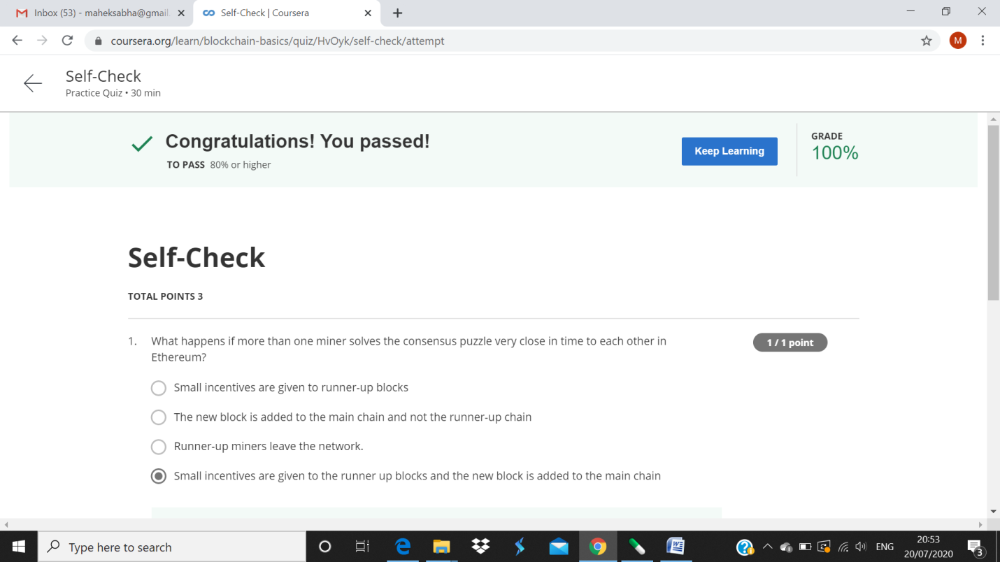 Inbox (53) - maheksabha@gmail.
Self-Check | Coursera
coursera.org/learn/blockchain-basics/quiz/HvOyk/self-check/attempt
M
Self-Check
Practice Quiz • 30 min
Congratulations! You passed!
TO PASS 80% or higher
Keep Learning
GRADE
100%
Self-Check
TOTAL POINTS 3
1. What happens if more than one miner solves the consensus puzzle very close in time to each other in
Ethereum?
1 / 1 point
Small incentives are given to runner-up blocks
The new block is added to the main chain and not the runner-up chain
Runner-up miners leave the network.
Small incentives are given to the runner up blocks and the new block is added to the main chain
Type here to search
ENG
20:53
20/07/2020
3